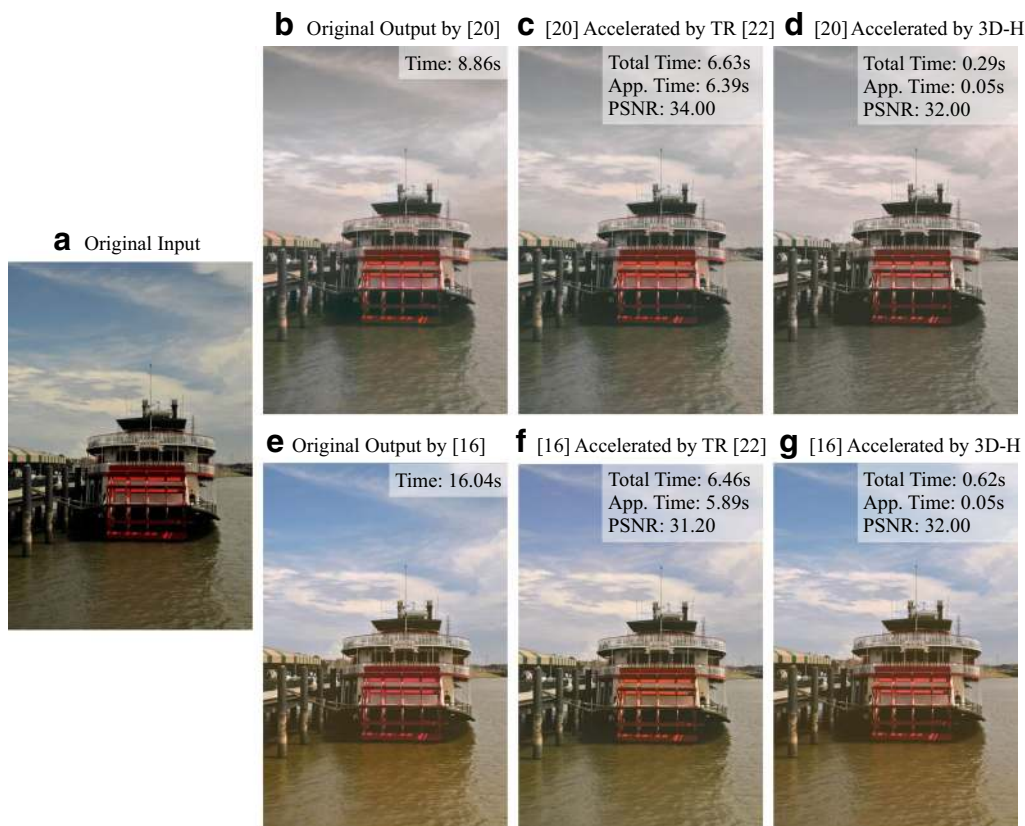 b Original Output by [20]
Time: 8.86s
c [20] Accelerated by TR [22]
Total Time: 6.63s
App. Time: 6.39s
PSNR: 34.00
d [20] Accelerated by 3D-H
Total Time: 0.29s
App. Time: 0.05s
PSNR: 32.00
a Original Input
e Original Output by [16]
Time: 16.04s
f [16] Accelerated by TR [22]
Total Time: 6.46s
App. Time: 5.89s
PSNR: 31.20
g [16] Accelerated by 3D-H
Total Time: 0.62s
App. Time: 0.05s
PSNR: 32.00